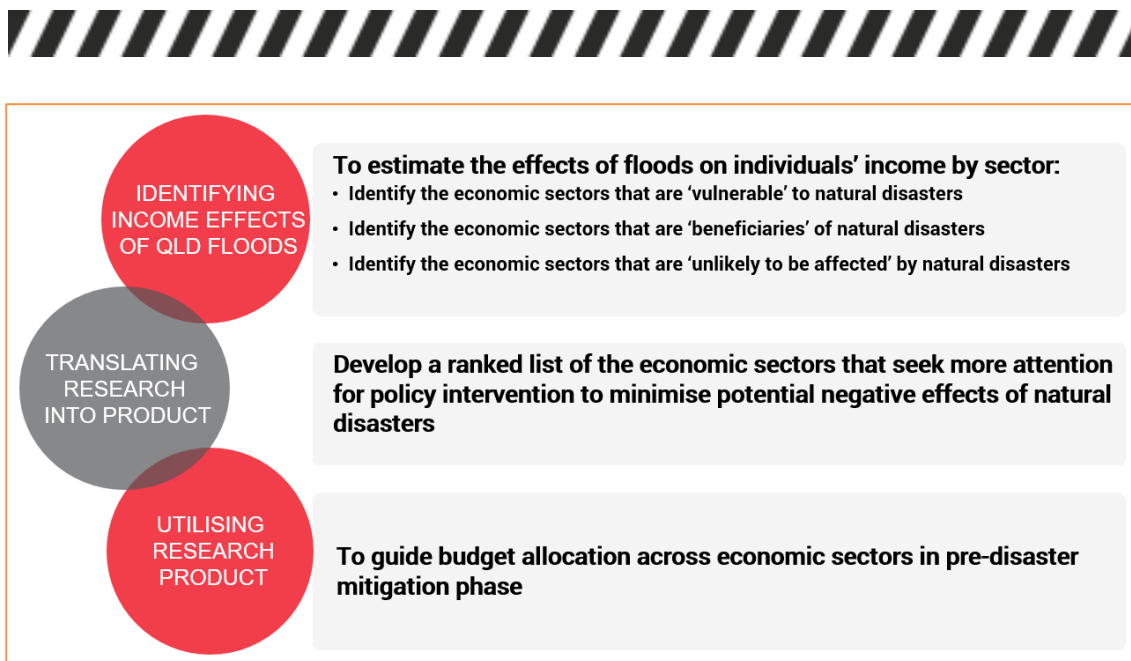 IDENTIFYING
INCOME EFFECTS
OF QLD FLOODS
To estimate the effects of floods on individuals’ income by sector:
• Identify the economic sectors that are ‘vulnerable’ to natural disasters
• Identify the economic sectors that are ‘beneficiaries’ of natural disasters
• Identify the economic sectors that are ‘unlikely to be affected’ by natural disasters
TRANSLATING
RESEARCH
INTO PRODUCT
Develop a ranked list of the economic sectors that seek more attention
for policy intervention to minimise potential negative effects of natural
disasters
UTILISING
RESEARCH
PRODUCT
To guide budget allocation across economic sectors in pre-disaster
mitigation phase